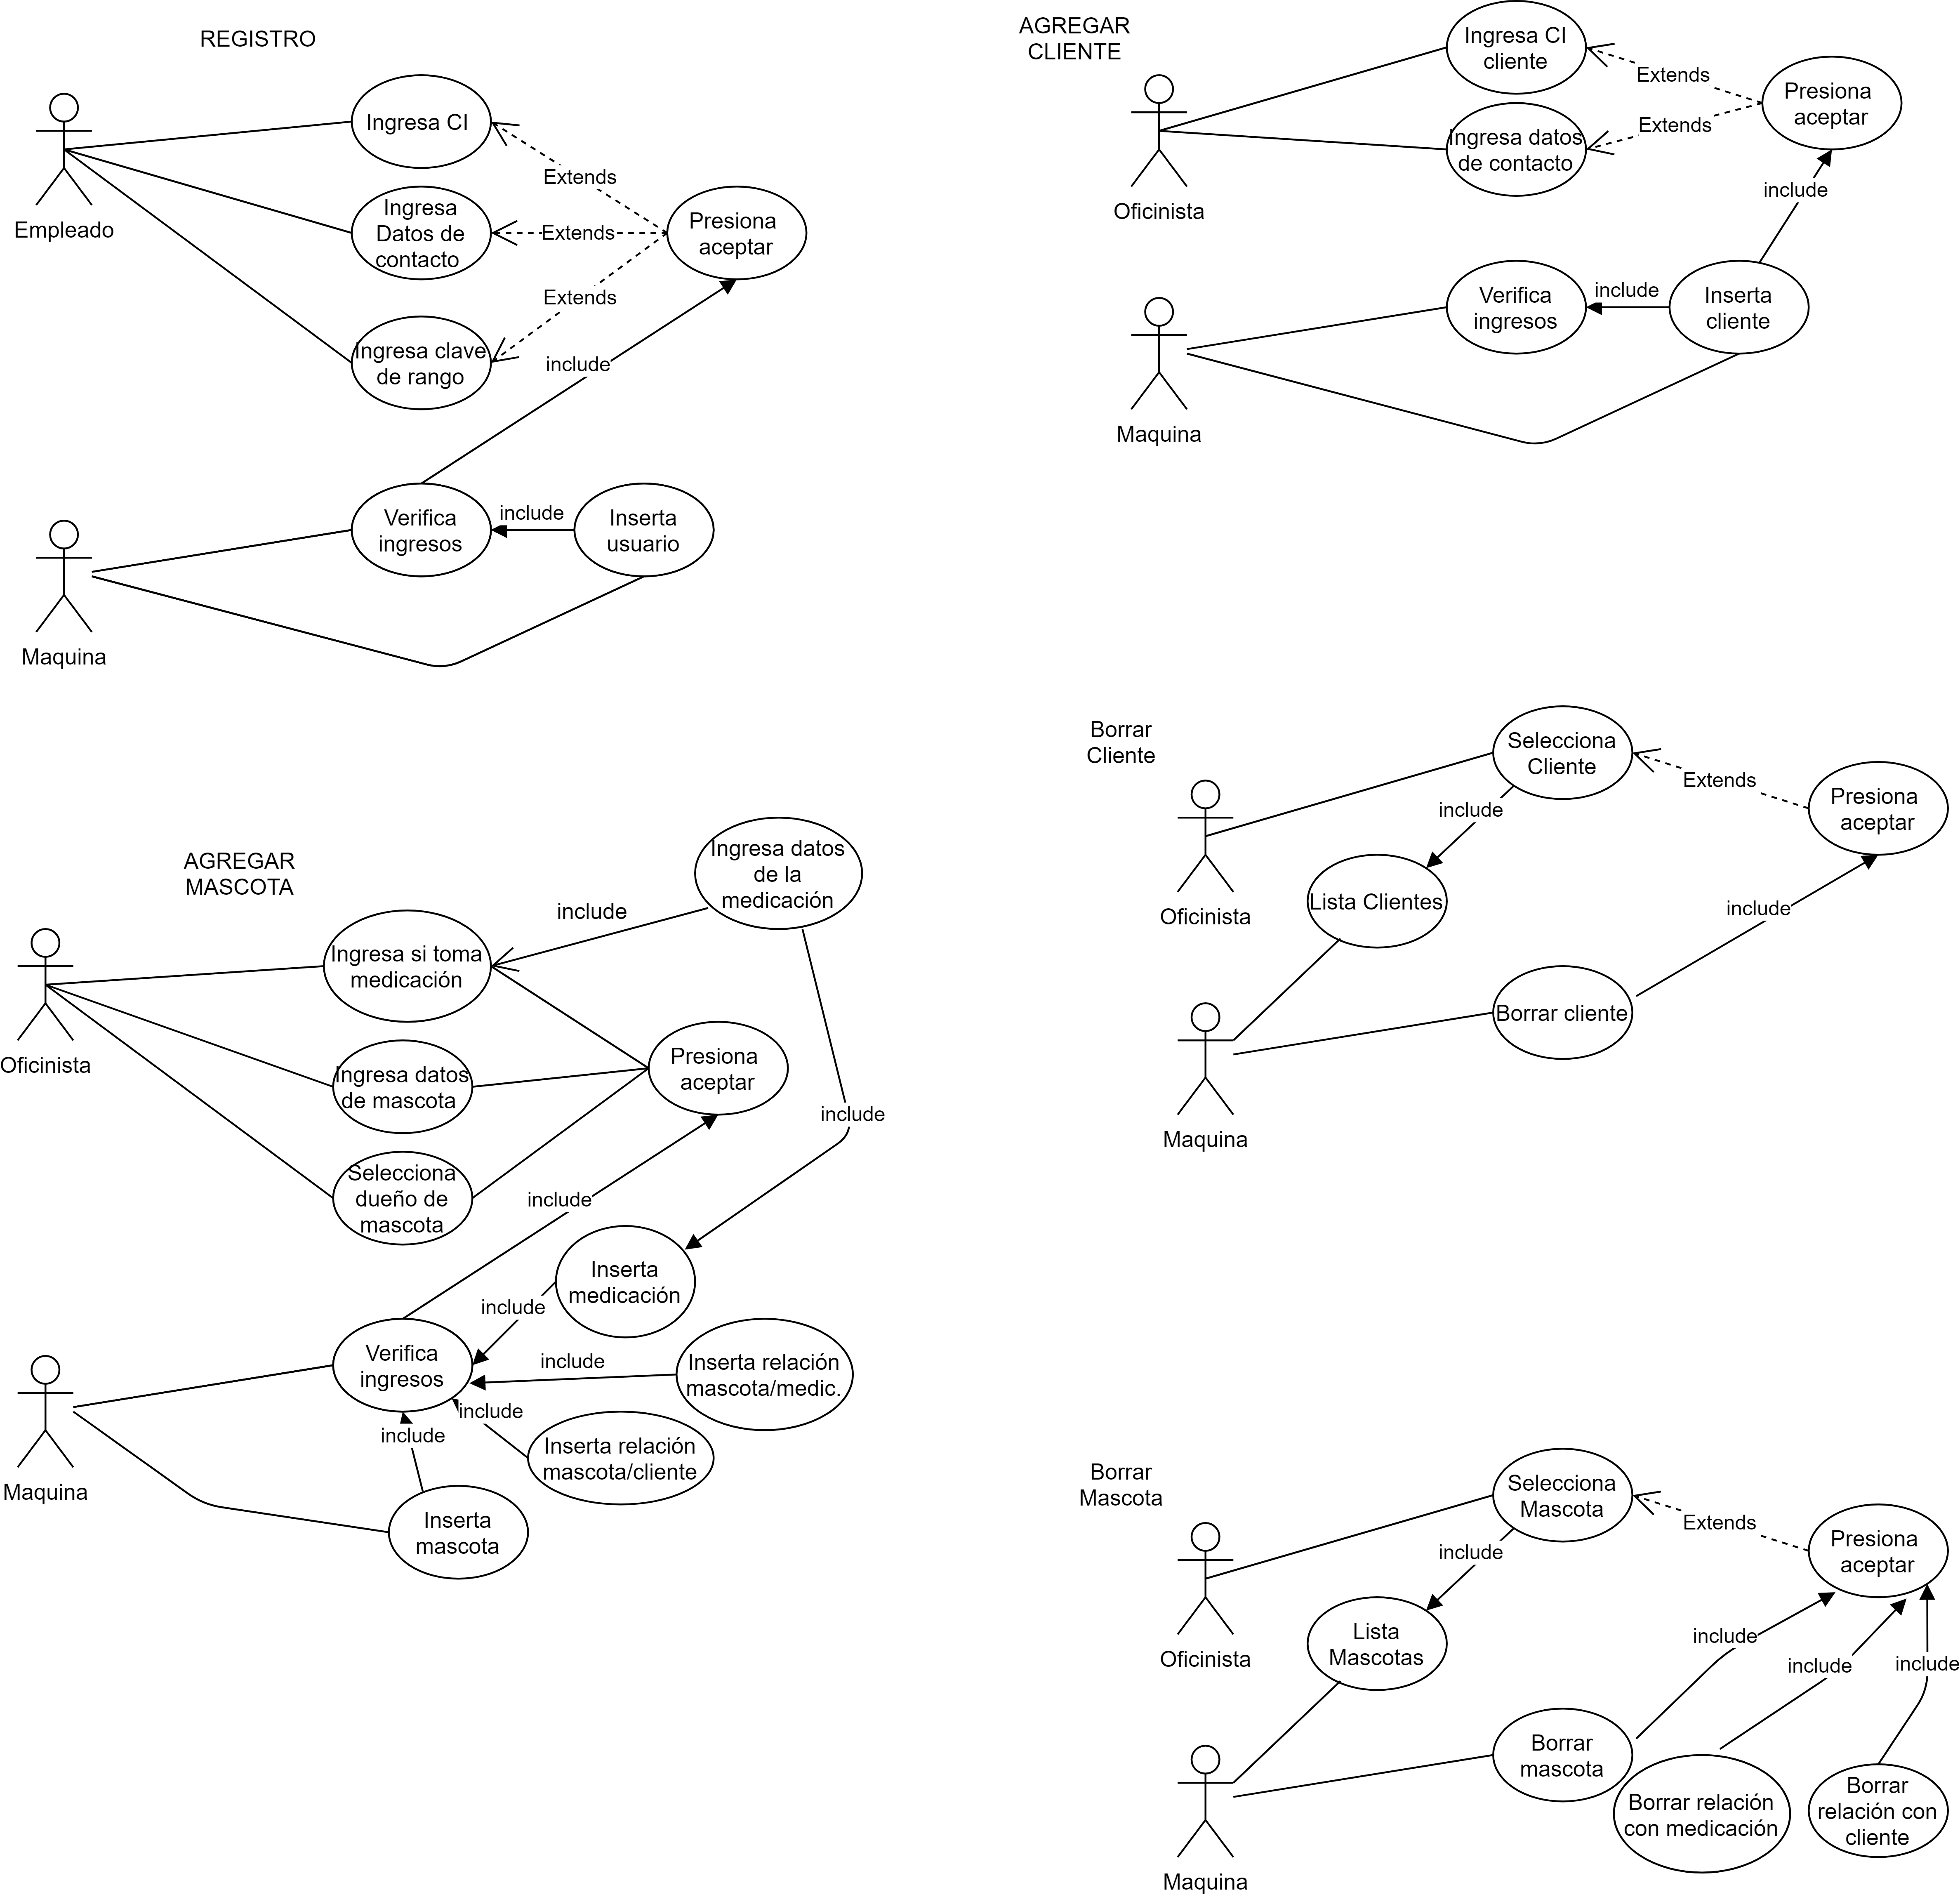 REGISTRO
Ingresa CI
Empleado
Ingresa
Datos de
contacto
Ingresa clave
de rango
Extends
Extends
Extends
Presiona
aceptar
include
Verifica
ingresos
include
Inserta
usuario
Maquina
AGREGAR
CLIENTE
Ingresa CI
cliente
Ingresa datos
de contacto
Extends
Extends
Presiona
aceptar
Oficinista
include
Verifica
ingresos
include
Inserta
cliente
Maquina
AGREGAR
MASCOTA
Ingresa datos
de la
medicación
include
Ingresa si toma
medicación
Oficinista
Ingresa datos
de mascota
Presiona
aceptar
Selecciona
dueño de
mascota
include
include
Inserta
medicación
include
Verifica
ingresos
include
Inserta relación
mascota/medic.
include
include
Inserta relación
mascota/cliente
Inserta
mascota
Maquina
Borrar
Cliente
Selecciona
Cliente
Extends
Presiona
aceptar
include
Lista Clientes
Oficinista
include
Borrar cliente
Maquina
Borrar
Mascota
Selecciona
Mascota
Extends
Presiona
aceptar
include
Lista
Mascotas
Oficinista
include
include
include
Borrar
mascota
Borrar relación
con medicación
Borrar
relación con
cliente
Maquina